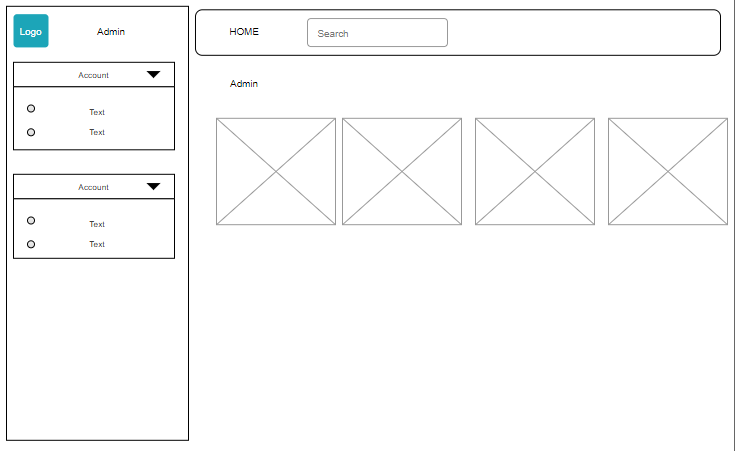 Logo
Admin
Account
Text
Text
Account
Text
Text
HOME
Search
Admin